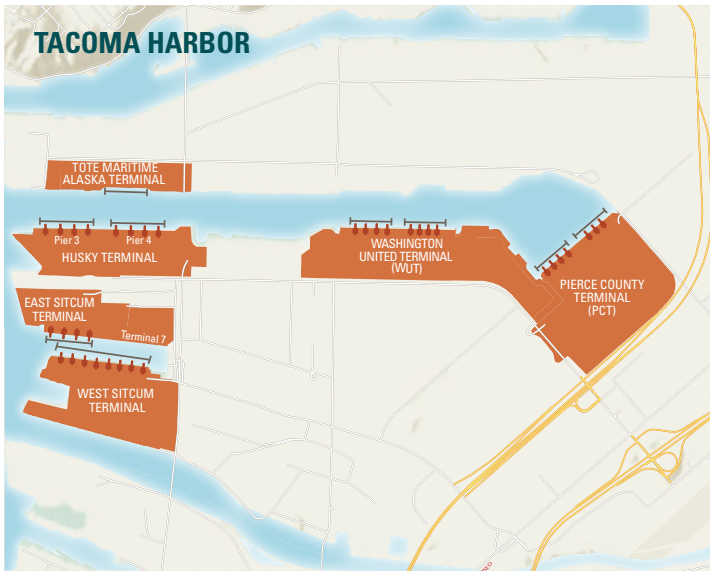 TACOMA HARBOR
TOTE MARITIME
ALASKA TERMINAL
Pier 3
Pier 4
HUSKY TERMINAL
WASHINGTON
UNITED TERMINAL
(WUT)
PIERCE COUNTY
TERMINAL
(PCT)
EAST SITCUM
TERMINAL
Terminal 7
WEST SITCUM
TERMINAL